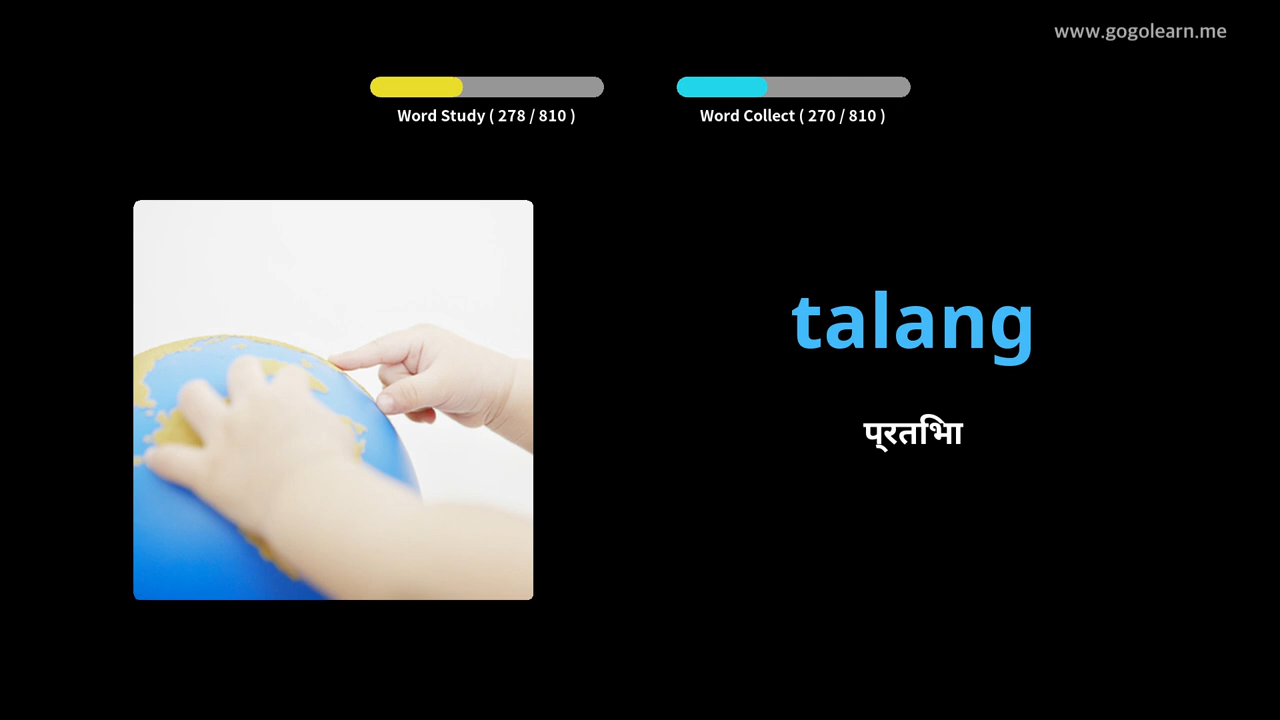 www.gogolearn.me
Word Study ( 278 / 810 )
Word Collect ( 270 / 810 )
talang
प्रतिभा